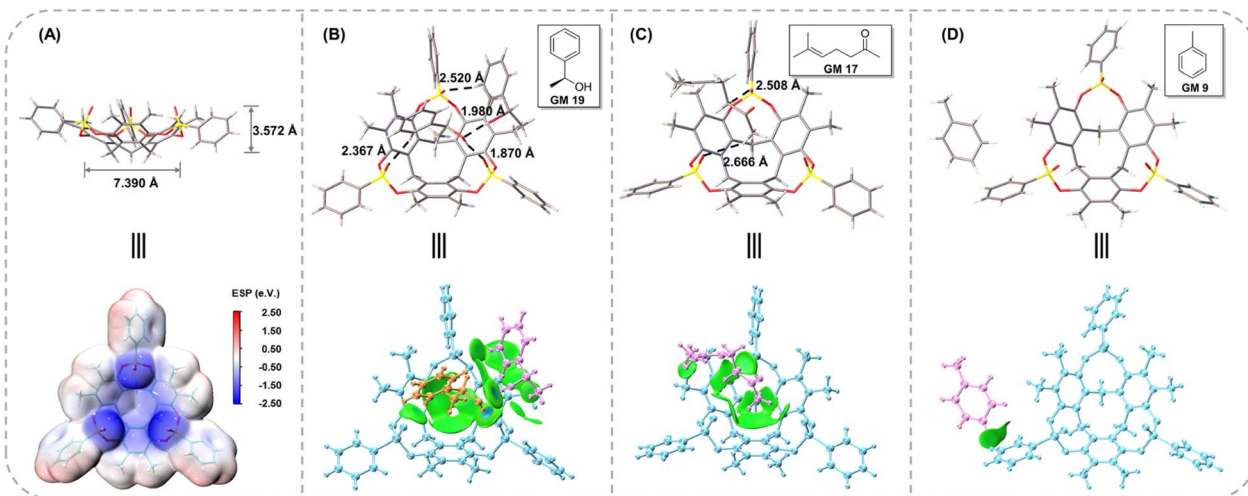 (A)
3.572 Å
7.390 Å
ESP (e.V.)
2.50
1.50
0.50
-0.50
-1.50
-2.50
(B)
GM 19
OH
2.520 Å
1.980 Å
2.367 Å
1.870 Å
(C)
O
GM 17
2.508 Å
2.666 Å
(D)
GM 9